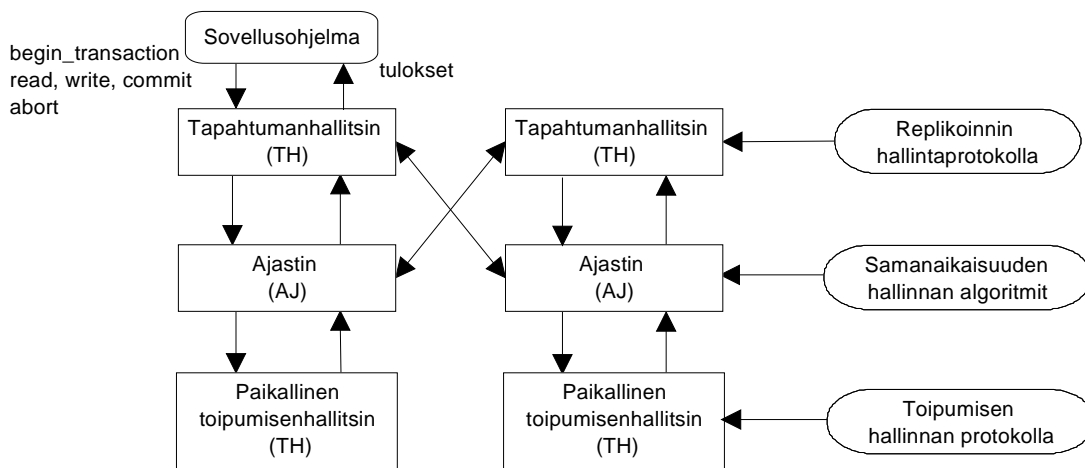 Sovellusohjelma
begin_transaction
read, write, commit
abort
tulokset
Tapahtumanhallitsin
(TH)
Tapahtumanhallitsin
(TH)
Replikoinnin
hallintaprotokolla
Ajastin
(AJ)
Ajastin
(AJ)
Samanaikaisuuden
hallinnan algoritmit
Paikallinen
toipumisenhallitsin
(TH)
Paikallinen
toipumisenhallitsin
(TH)
Toipumisen
hallinnan protokolla